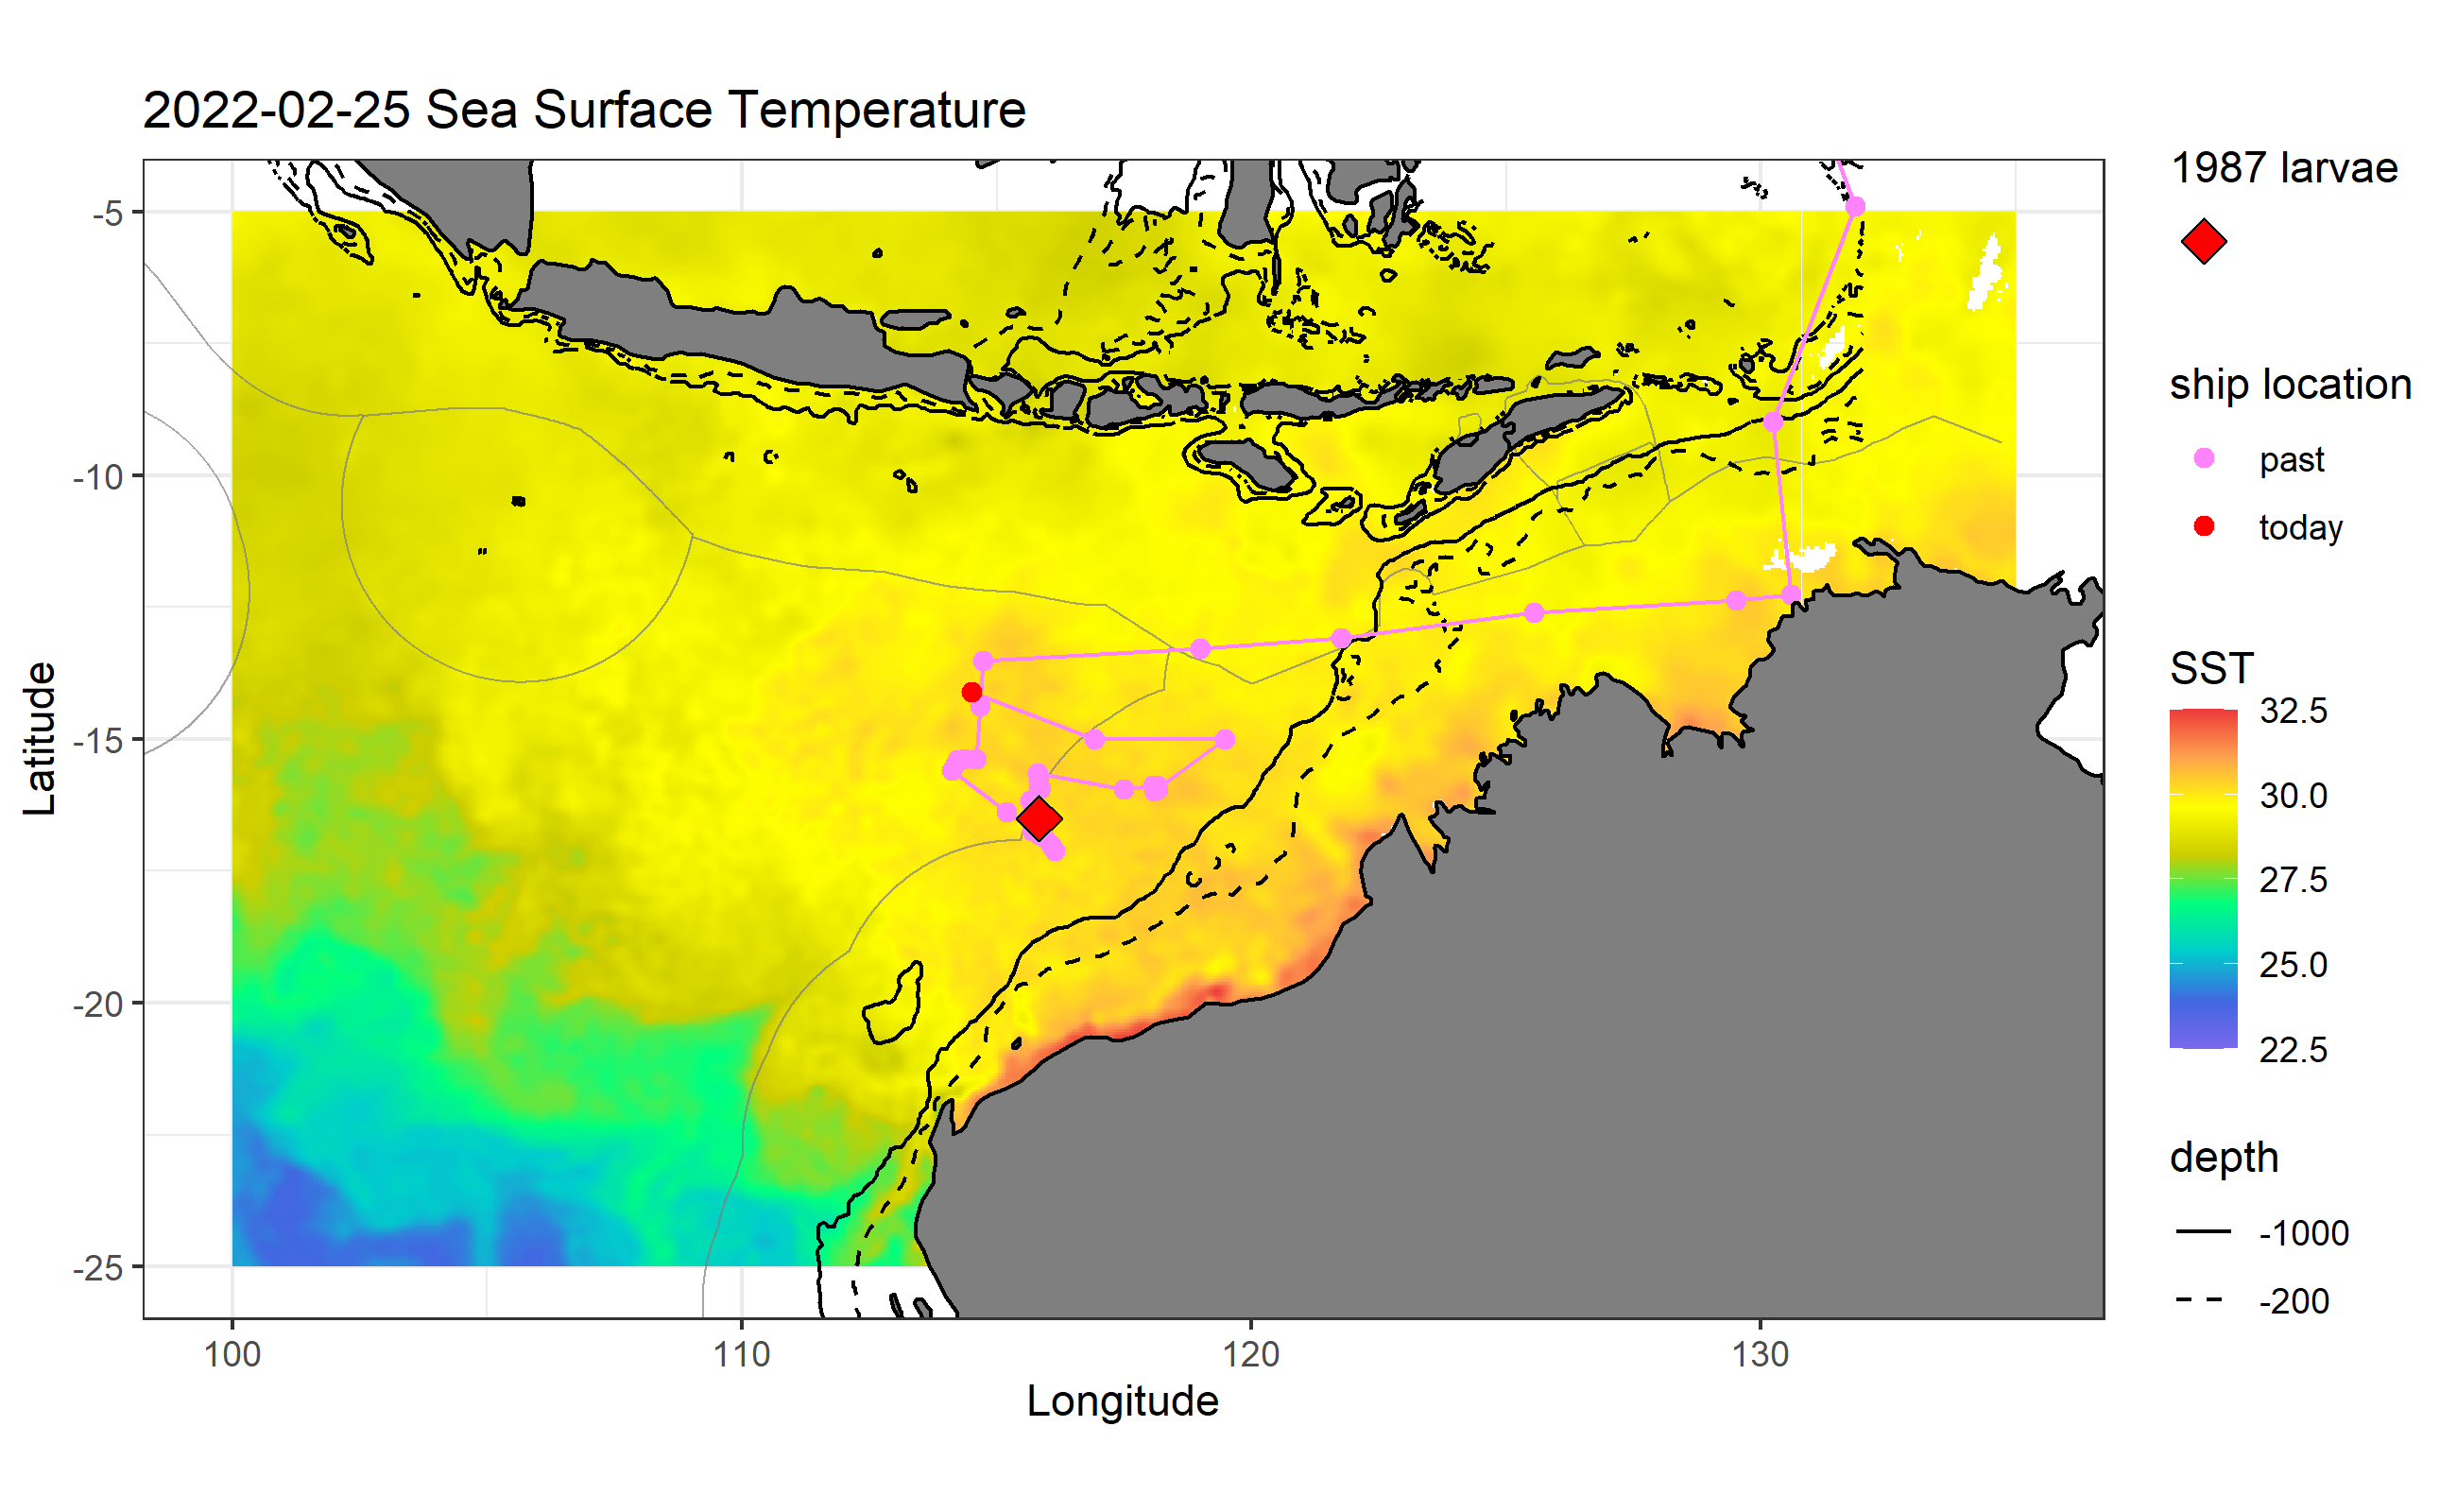 2022-02-25 Sea Surface Temperature
Latitude
-5
-10
-15
-20
-25
100
110
120
130
Longitude
1987 larvae
ship location
past
today
SST
32.5
30.0
27.5
25.0
22.5
depth
-1000
-200